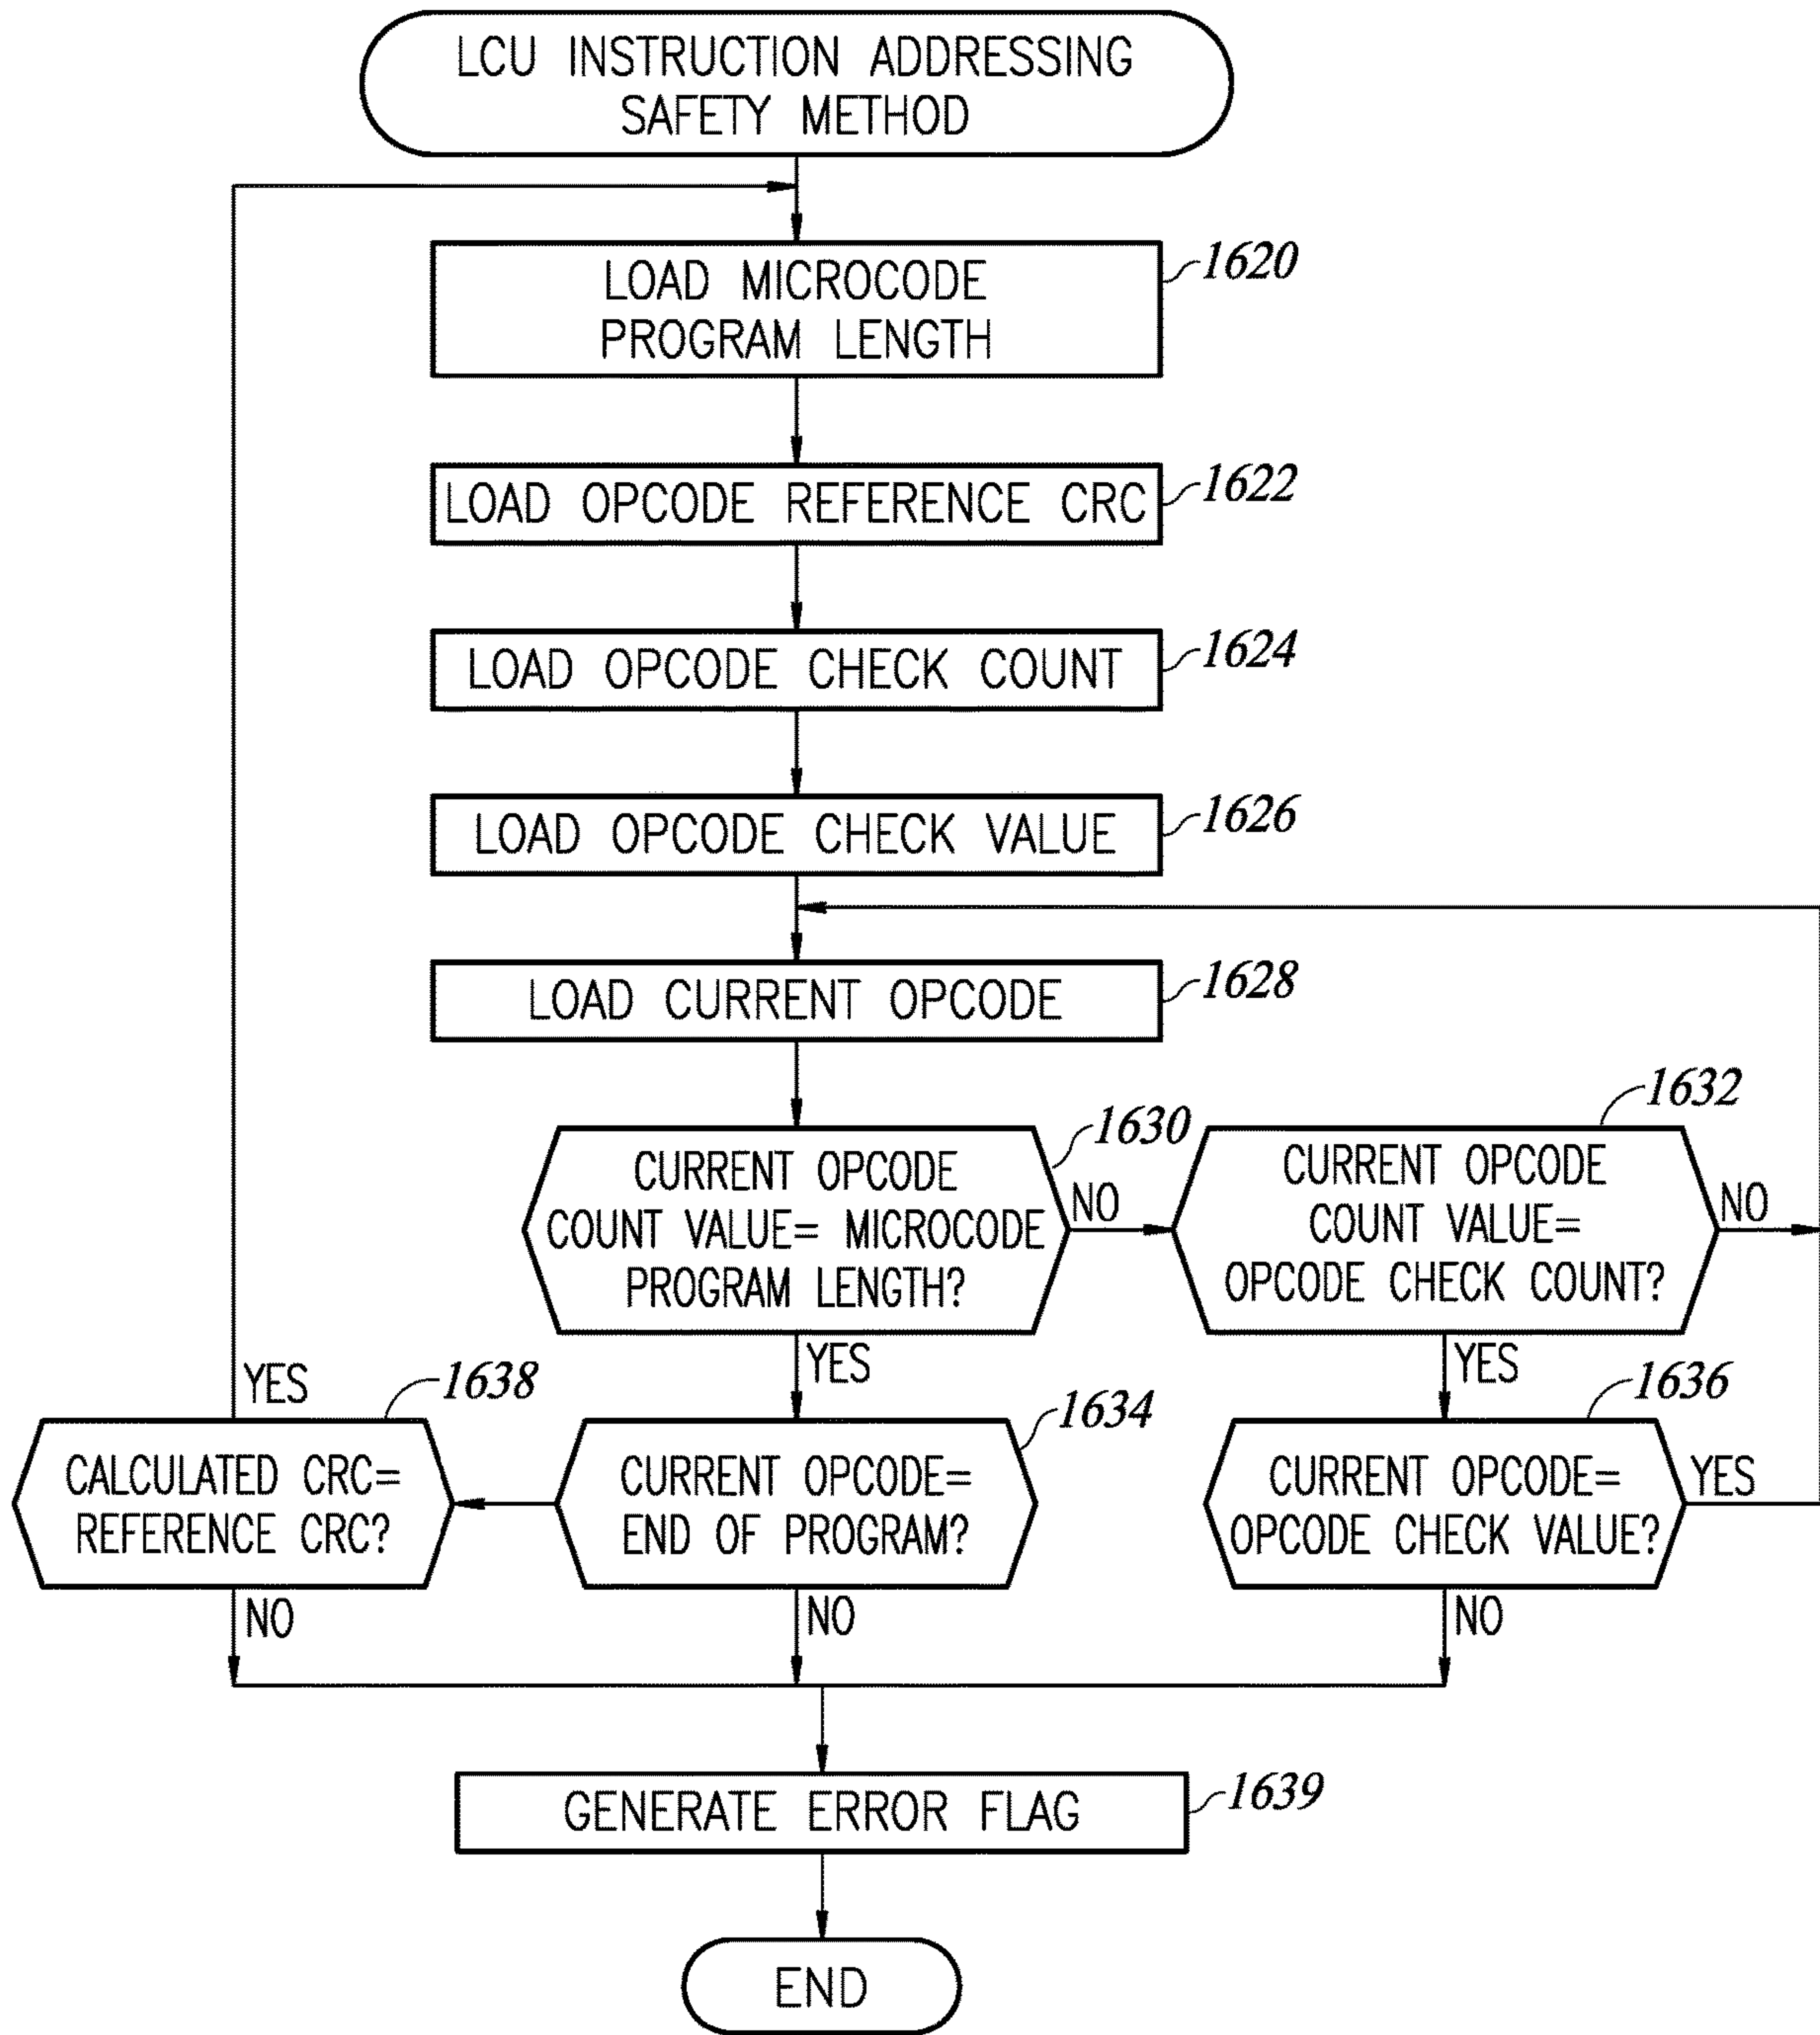 LCU INSTRUCTION ADDRESSING
SAFETY METHOD
LOAD MICROCODE
PROGRAM LENGTH
1620
LOAD OPCODE REFERENCE CRC
1622
LOAD OPCODE CHECK COUNT
1624
LOAD OPCODE CHECK VALUE
1626
LOAD CURRENT OPCODE
1628
CURRENT OPCODE
COUNT VALUE= MICROCODE
PROGRAM LENGTH?
1630
NO
CURRENT OPCODE
COUNT VALUE=
OPCODE CHECK COUNT?
1632
NO
YES
YES
YES
CALCULATED CRC=
REFERENCE CRC?
1638
CURRENT OPCODE=
END OF PROGRAM?
1634
CURRENT OPCODE=
OPCODE CHECK VALUE?
1636
YES
NO
NO
NO
GENERATE ERROR FLAG
1639
END